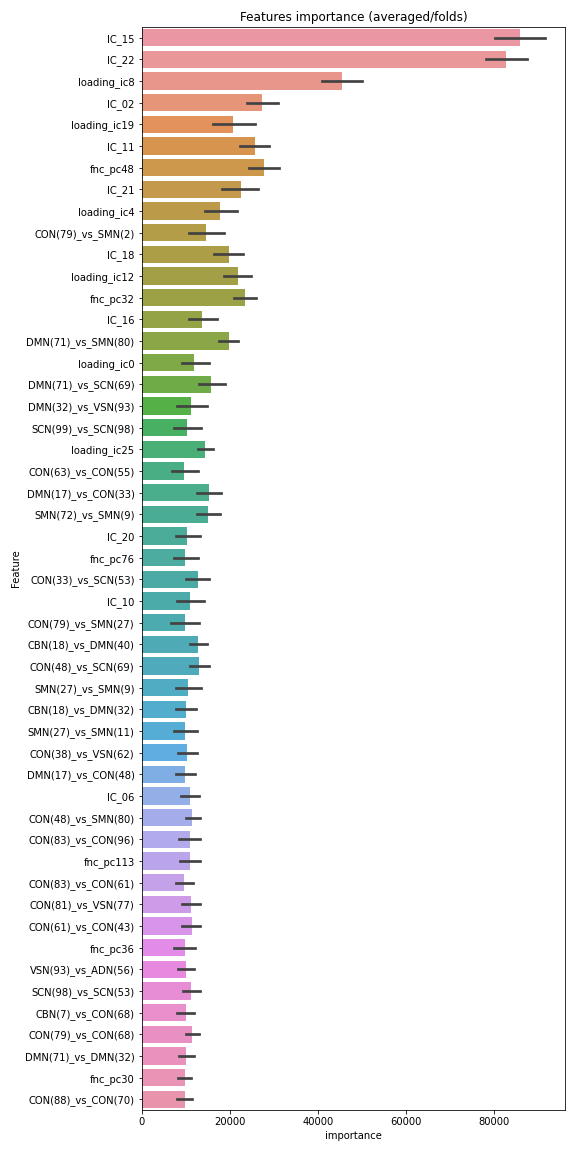 Features importance (averaged/folds)
IC_15
IC_22
loading_ic8
IC_02
loading_ic19
IC_11
fnc_pc48
IC_21
loading_ic4
CON(79)_vs_SMN(2)
IC_18
loading_ic12
fnc_pc32
IC_16
DMN(71)_vs_SMN(80)
loading_ic0
DMN(71)_vs_SCN(69)
DMN(32)_vs_VSN(93)
SCN(99)_vs_SCN(98)
loading_ic25
CON(63)_vs_CON(55)
DMN(17)_vs_CON(33)
SMN(72)_vs_SMN(9)
IC_20
fnc_pc76
CON(33)_vs_SCN(53)
IC_10
CON(79)_vs_SMN(27)
CBN(18)_vs_DMN(40)
CON(48)_vs_SCN(69)
SMN(27)_vs_SMN(9)
CBN(18)_vs_DMN(32)
SMN(27)_vs_SMN(11)
CON(38)_vs_VSN(62)
DMN(17)_vs_CON(48)
IC_06
CON(48)_vs_SMN(80)
CON(83)_vs_CON(96)
fnc_pc113
CON(83)_vs_CON(61)
CON(81)_vs_VSN(77)
CON(61)_vs_CON(43)
fnc_pc36
VSN(93)_vs_ADN(56)
SCN(98)_vs_SCN(53)
CBN(7)_vs_CON(68)
CON(79)_vs_CON(68)
DMN(71)_vs_DMN(32)
fnc_pc30
CON(88)_vs_CON(70)
Feature
0 20000 40000 60000 80000
importance